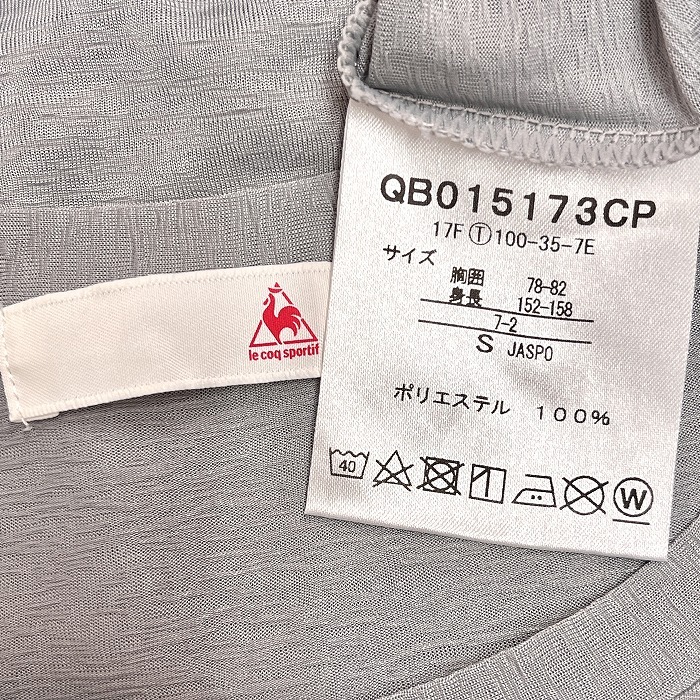 QB015173CP
17F Ⓣ100-35-7E
サイズ
胸囲 78-82
身長 152-158
7-2
S JASPO
ポリエステル 100%
40
W
le coq sportif